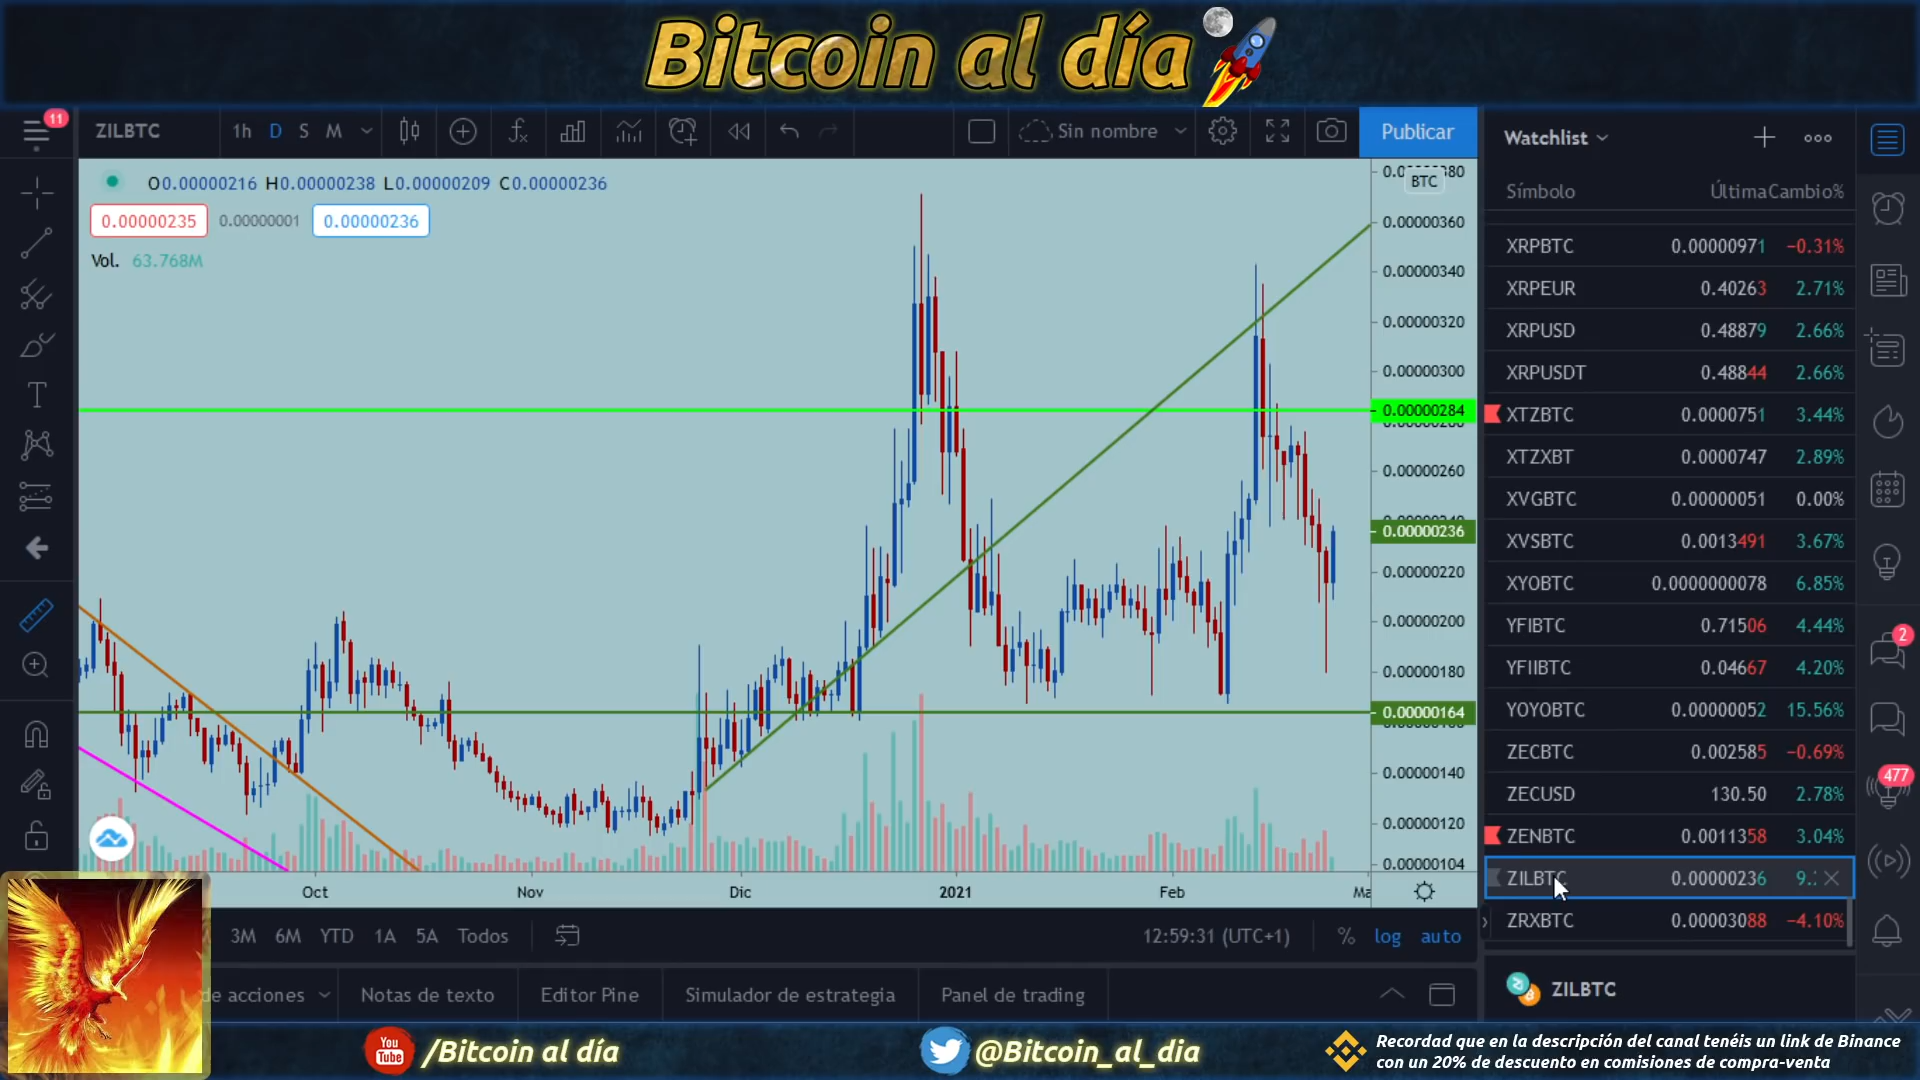 Bitcoin al día
11
ZILBTC
1h D S M
Sin nombre
Publicar
Watchlist
O0.00000216 H0.00000238 L0.00000209 C0.00000236
0.00000235 0.00000001 0.00000236
Vol. 63.768M
BTC
0.00000360
0.00000340
0.00000320
0.00000300
0.00000284
0.00000260
0.00000236
0.00000220
0.00000200
0.00000180
0.00000164
0.00000140
0.00000120
0.00000104
Oct Nov Dic 2021 Feb
Símbolo Última Cambio%
XRPBTC 0.00000971 −0.31%
XRPEUR 0.40263 2.71%
XRPUSD 0.48879 2.66%
XRPUSDT 0.48844 2.66%
XTZBTC 0.0000751 3.44%
XTZXBT 0.0000747 2.89%
XVGBTC 0.00000051 0.00%
XVSBTC 0.0013491 3.67%
XYOBTC 0.0000000078 6.85%
YFIBTC 0.71506 4.44%
YFIIBTC 0.04667 4.20%
YOYOBTC 0.00000052 15.56%
ZECBTC 0.002585 −0.69%
ZECUSD 130.50 2.78%
ZENBTC 0.0011358 3.04%
ZILBTC 0.00000236 9.
ZRXBTC 0.00003088 −4.10%
ZILBTC
2
477
3M 6M YTD 1A 5A Todos
12:59:31 (UTC+1) % log auto
de acciones Notas de texto Editor Pine Simulador de estrategia Panel de trading
You Tube /Bitcoin al día
@Bitcoin_al_dia
Recordad que en la descripción del canal tenéis un link de Binance
con un 20% de descuento en comisiones de compra-venta